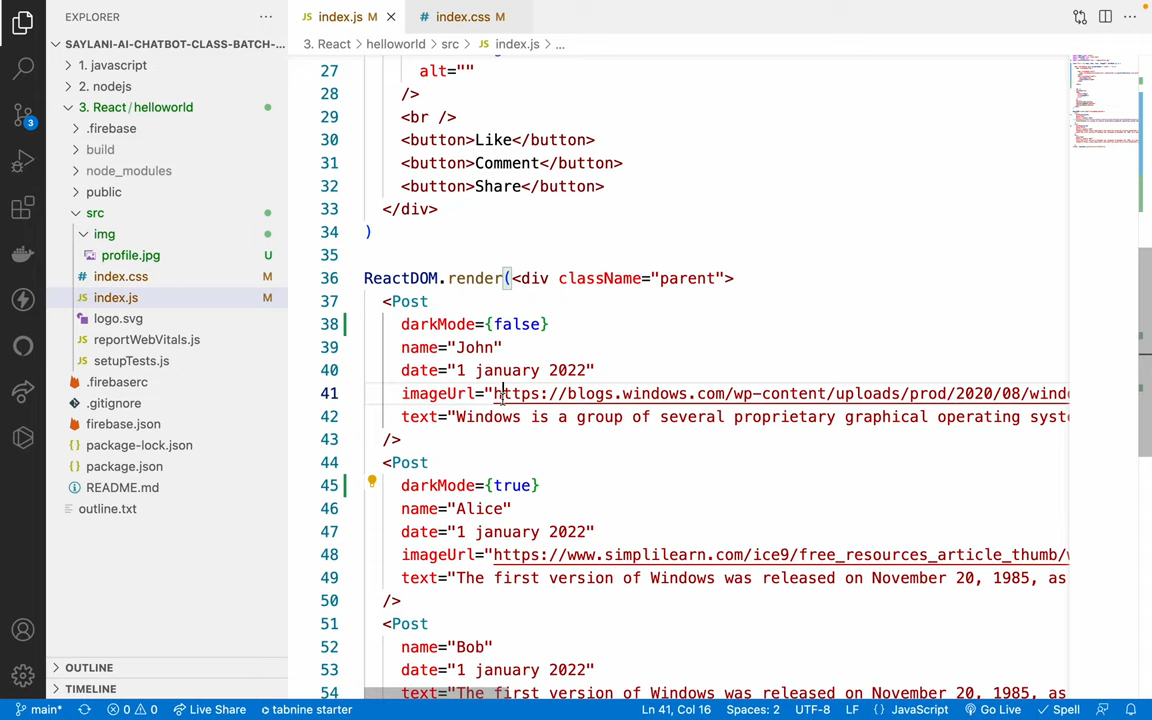 EXPLORER
index.js M
index.css M
SAYLANI-AI-CHATBOT-CLASS-BATCH-...
3. React > helloworld > src > index.js > ...
1. javascript
2. nodejs
3. React / helloworld
.firebase
build
node_modules
public
src
img
profile.jpg U
index.css M
index.js M
logo.svg
reportWebVitals.js
setupTests.js
.firebaserc
.gitignore
firebase.json
package-lock.json
package.json
README.md
outline.txt
OUTLINE
TIMELINE
3
27 alt=""
28 />
29 <br />
30 <button>Like</button>
31 <button>Comment</button>
32 <button>Share</button>
33 </div>
34 )
35
36 ReactDOM.render(<div className="parent">
37 <Post
38 darkMode={false}
39 name="John"
40 date="1 january 2022"
41 imageUrl="https://blogs.windows.com/wp-content/uploads/prod/2020/08/windo
42 text="Windows is a group of several proprietary graphical operating syste
43 />
44 <Post
45 darkMode={true}
46 name="Alice"
47 date="1 january 2022"
48 imageUrl="https://www.simplilearn.com/ice9/free_resources_article_thumb/w
49 text="The first version of Windows was released on November 20, 1985, as
50 />
51 <Post
52 name="Bob"
53 date="1 january 2022"
54 text="The first version of Windows was released on November 20, 1985, as
main* 0 0 Live Share tabnine starter Ln 41, Col 16 Spaces: 2 UTF-8 LF {} JavaScript Go Live Spell